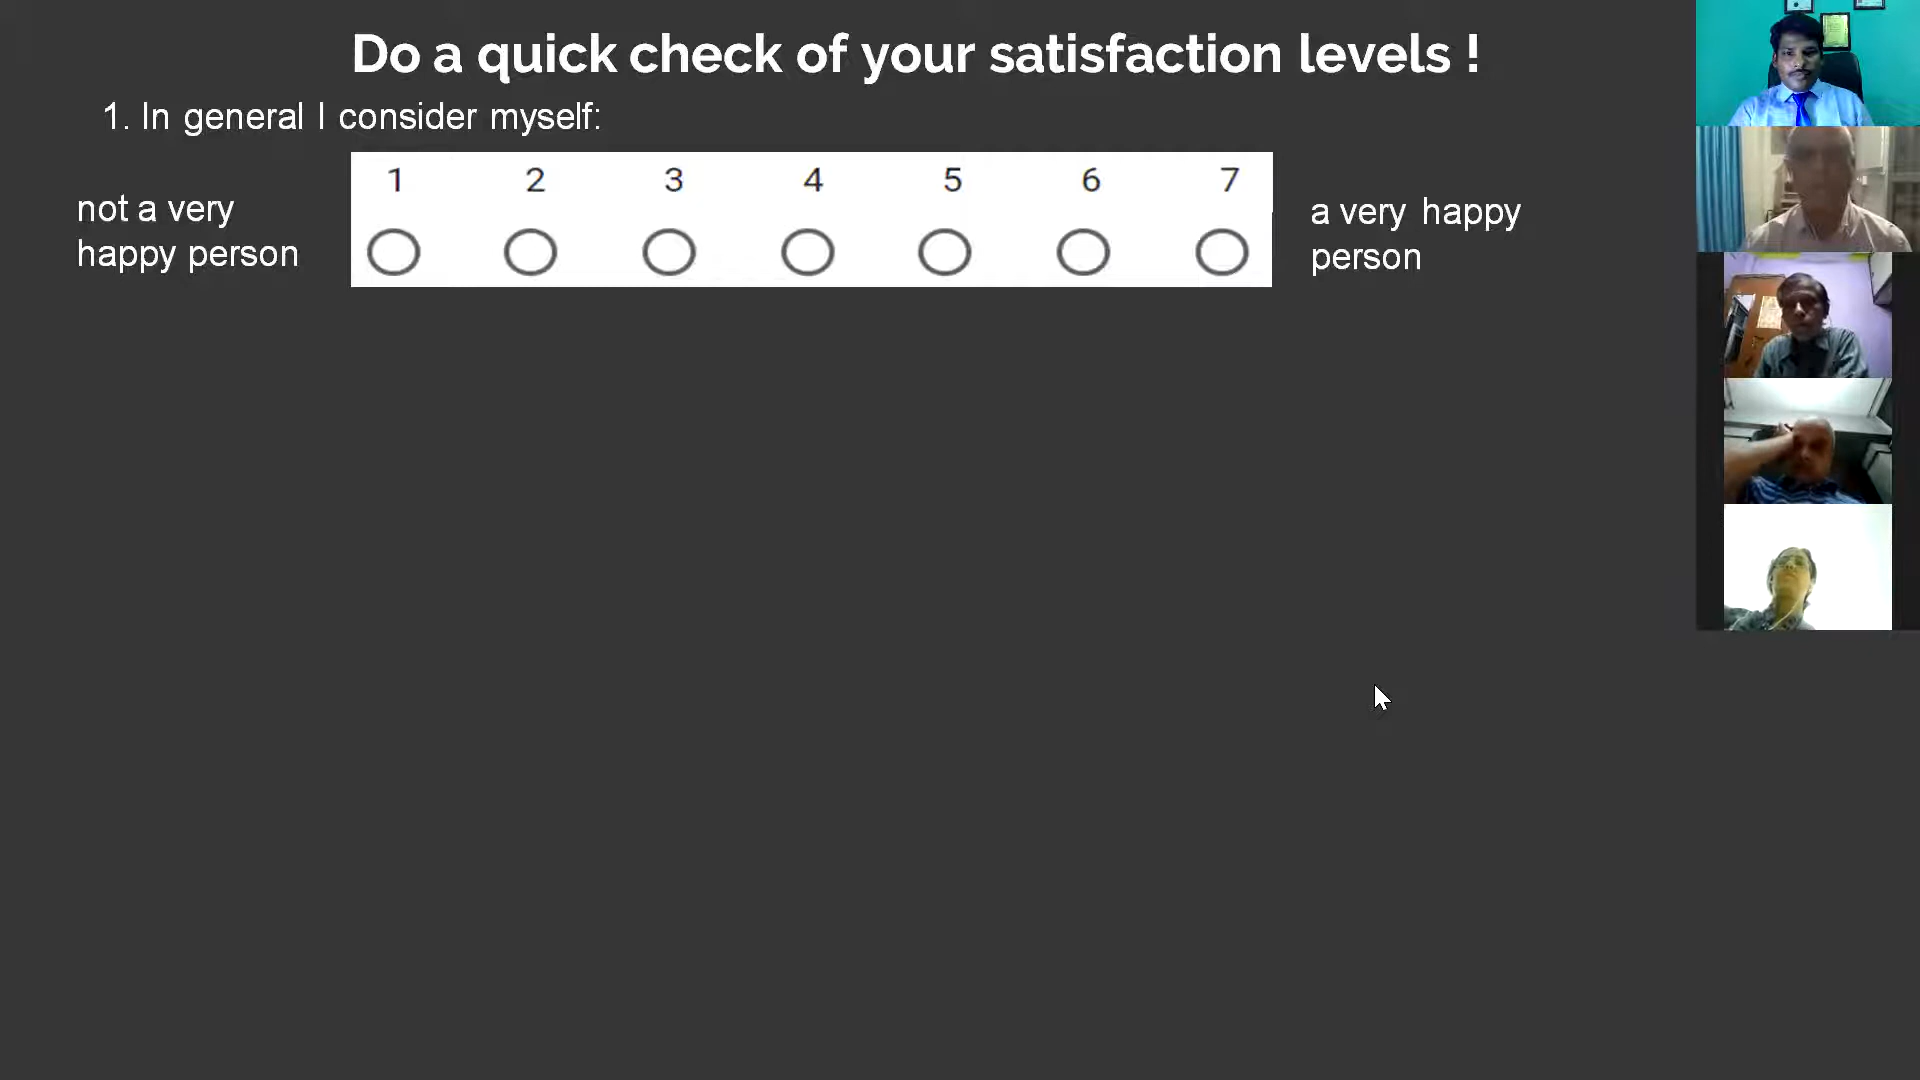 Do a quick check of your satisfaction levels !
1. In general I consider myself:
1 2 3 4 5 6 7
not a very
happy person
a very happy
person